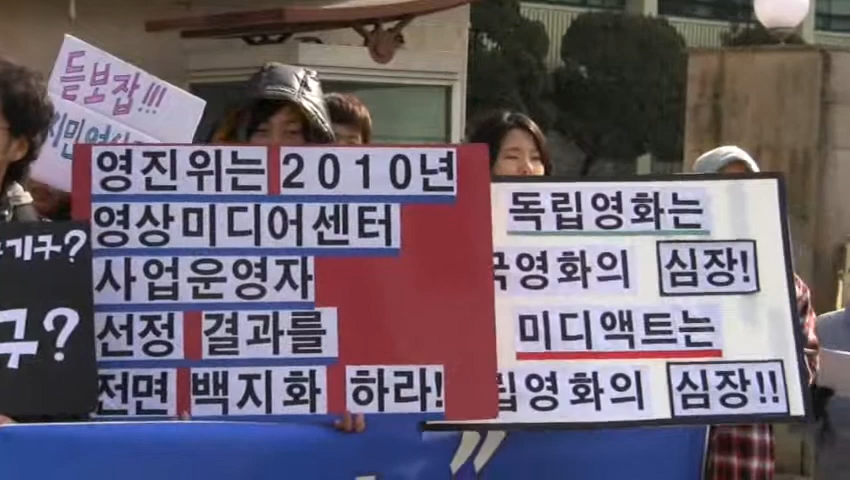 듣보잡!!!
영진위는 2010년
영상미디어센터
사업운영자
선정 결과를
전면 백지화 하라!
독립영화는
영화의 심장!
미디액트는
영화의 심장!!
구?